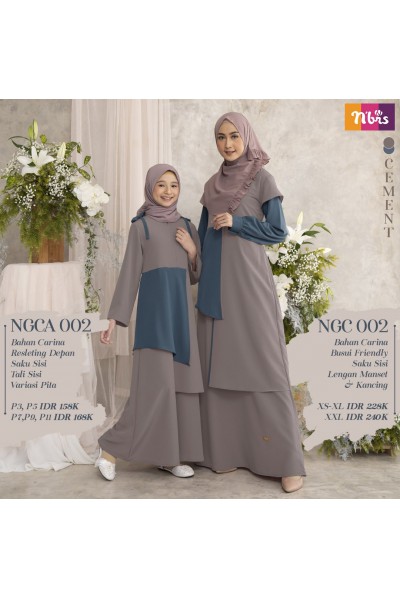 Nbrs
CEMENT
NGCA 002
Bahan Carina
Resleting Depan
Saku Sisi
Tali Sisi
Variasi Pita
P3, P5 IDR 158K
P7,P9, P11 IDR 168K
NGC 002
Bahan Carina
Busui Friendly
Saku Sisi
Lengan Manset
& Kancing
XS-XL IDR 228K
XXL IDR 240K